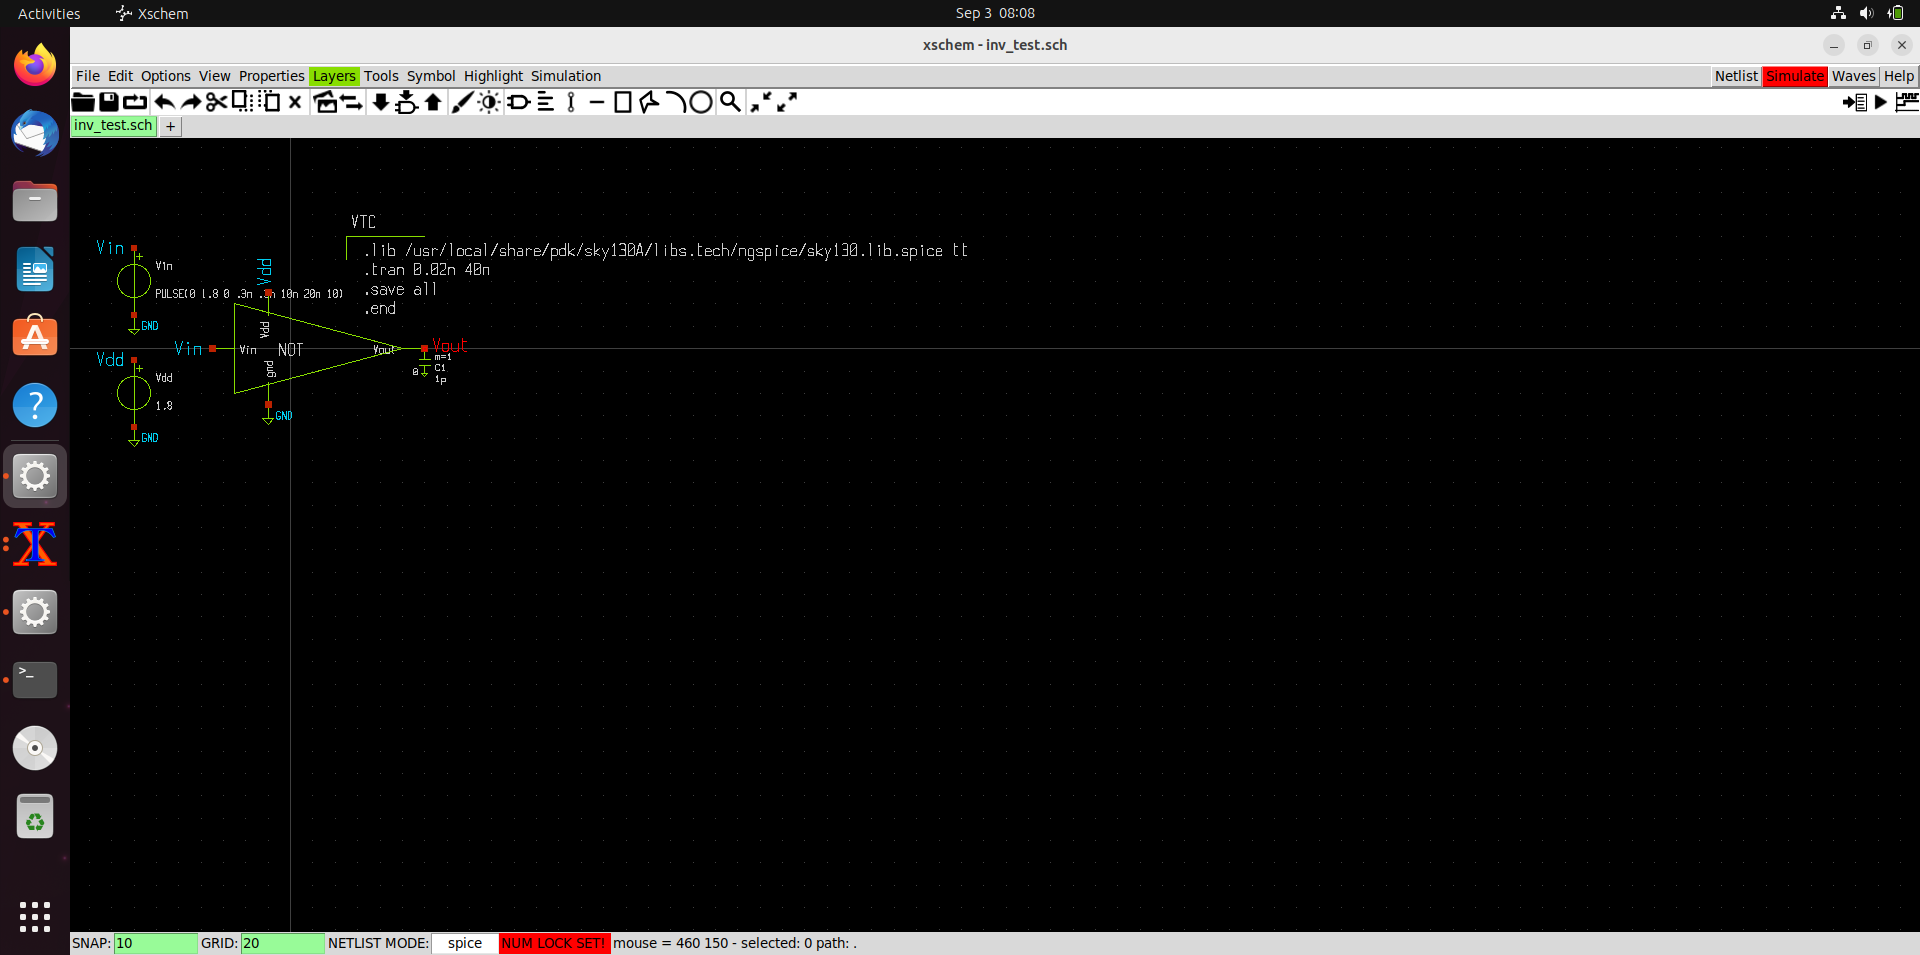 Activities Xschem Sep 3 08:08
xschem - inv_test.sch
File Edit Options View Properties Layers Tools Symbol Highlight Simulation Netlist Simulate Waves Help
inv_test.sch +
VTC
.lib /usr/local/share/pdk/sky130A/libs.tech/ngspice/sky130.lib.spice tt
.tran 0.02n 40n
.save all
.end
Vin
+
Vin
PULSE(0 1.8 0 .3n 10n 20n 10)
GND
Vdd
Vdd
Vin
Vin
NOT
Vout
Vout
gnd
GND
m=1
C1
1p
0
Vdd
+
Vdd
1.8
GND
SNAP: 10 GRID: 20 NETLIST MODE: spice NUM LOCK SET! mouse = 460 150 - selected: 0 path: .